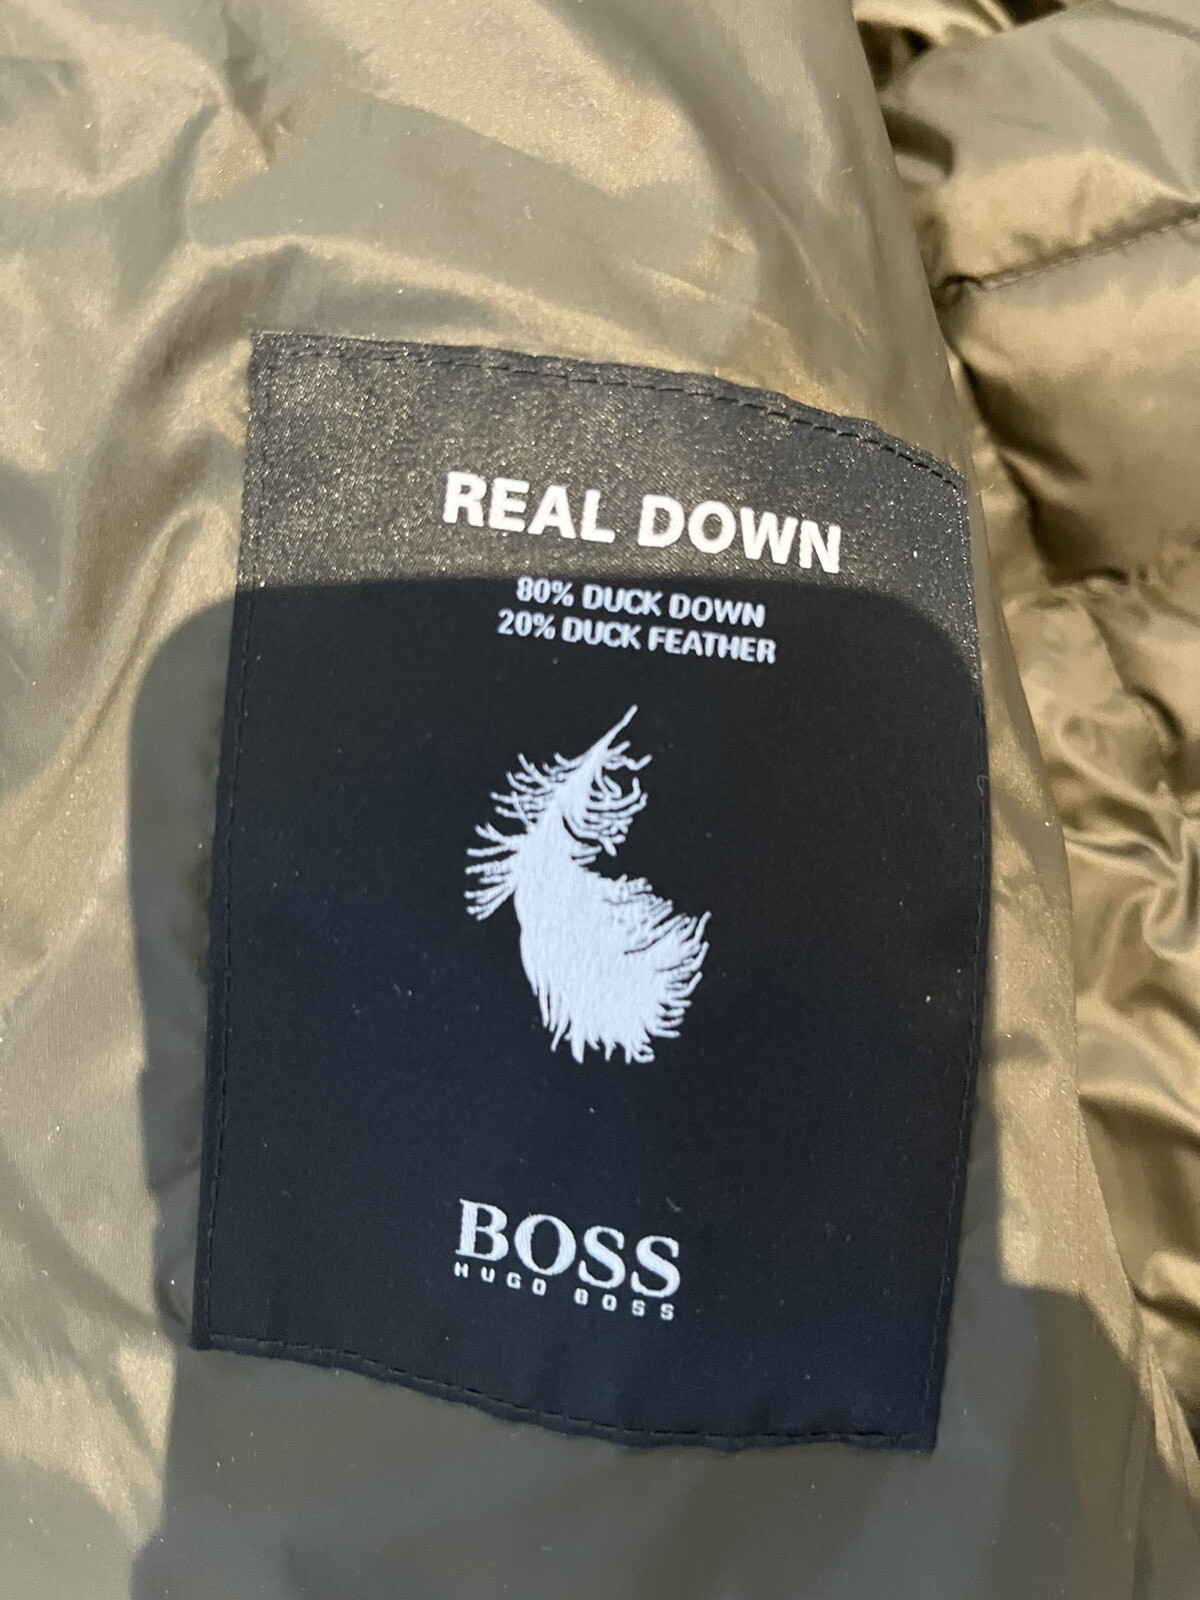 REAL DOWN
80% DUCK DOWN
20% DUCK FEATHER
BOSS
HUGO BOSS